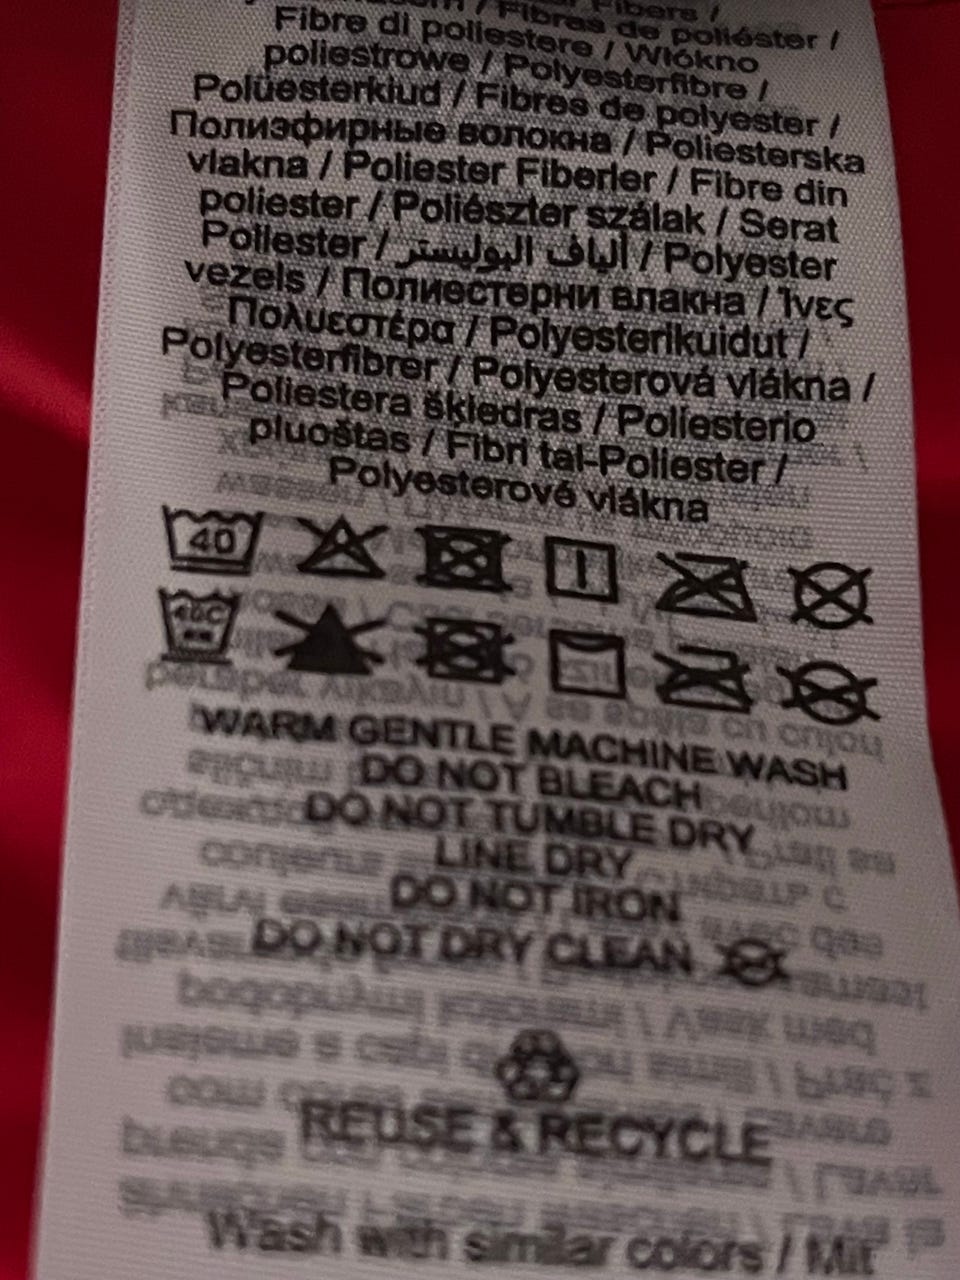 Fibers /
Fibres de poliéster /
Fibre di poliestere / Włókno
poliestrowe / Polyesterfibre /
Polüesterkiud / Fibres de polyester /
Полиэфирные волокна / Poliesterska
vlakna / Poliester Fiberler / Fibre din
poliester / Poliészter szálak / Serat
Poliester / ألياف البوليستر / Polyester
vezels / Полиестерни влакна / Ίνες
Πολυεστέρα / Polyesterikuidut /
Polyesterfibrer / Polyesterová vlákna /
Poliestera šķiedras / Poliesterio
pluoštas / Fibri tal-Poliester /
Polyesterové vlákna
40
40C
WARM GENTLE MACHINE WASH
DO NOT BLEACH
DO NOT TUMBLE DRY
LINE DRY
DO NOT IRON
DO NOT DRY CLEAN
REUSE & RECYCLE
Wash with similar colors / Mit